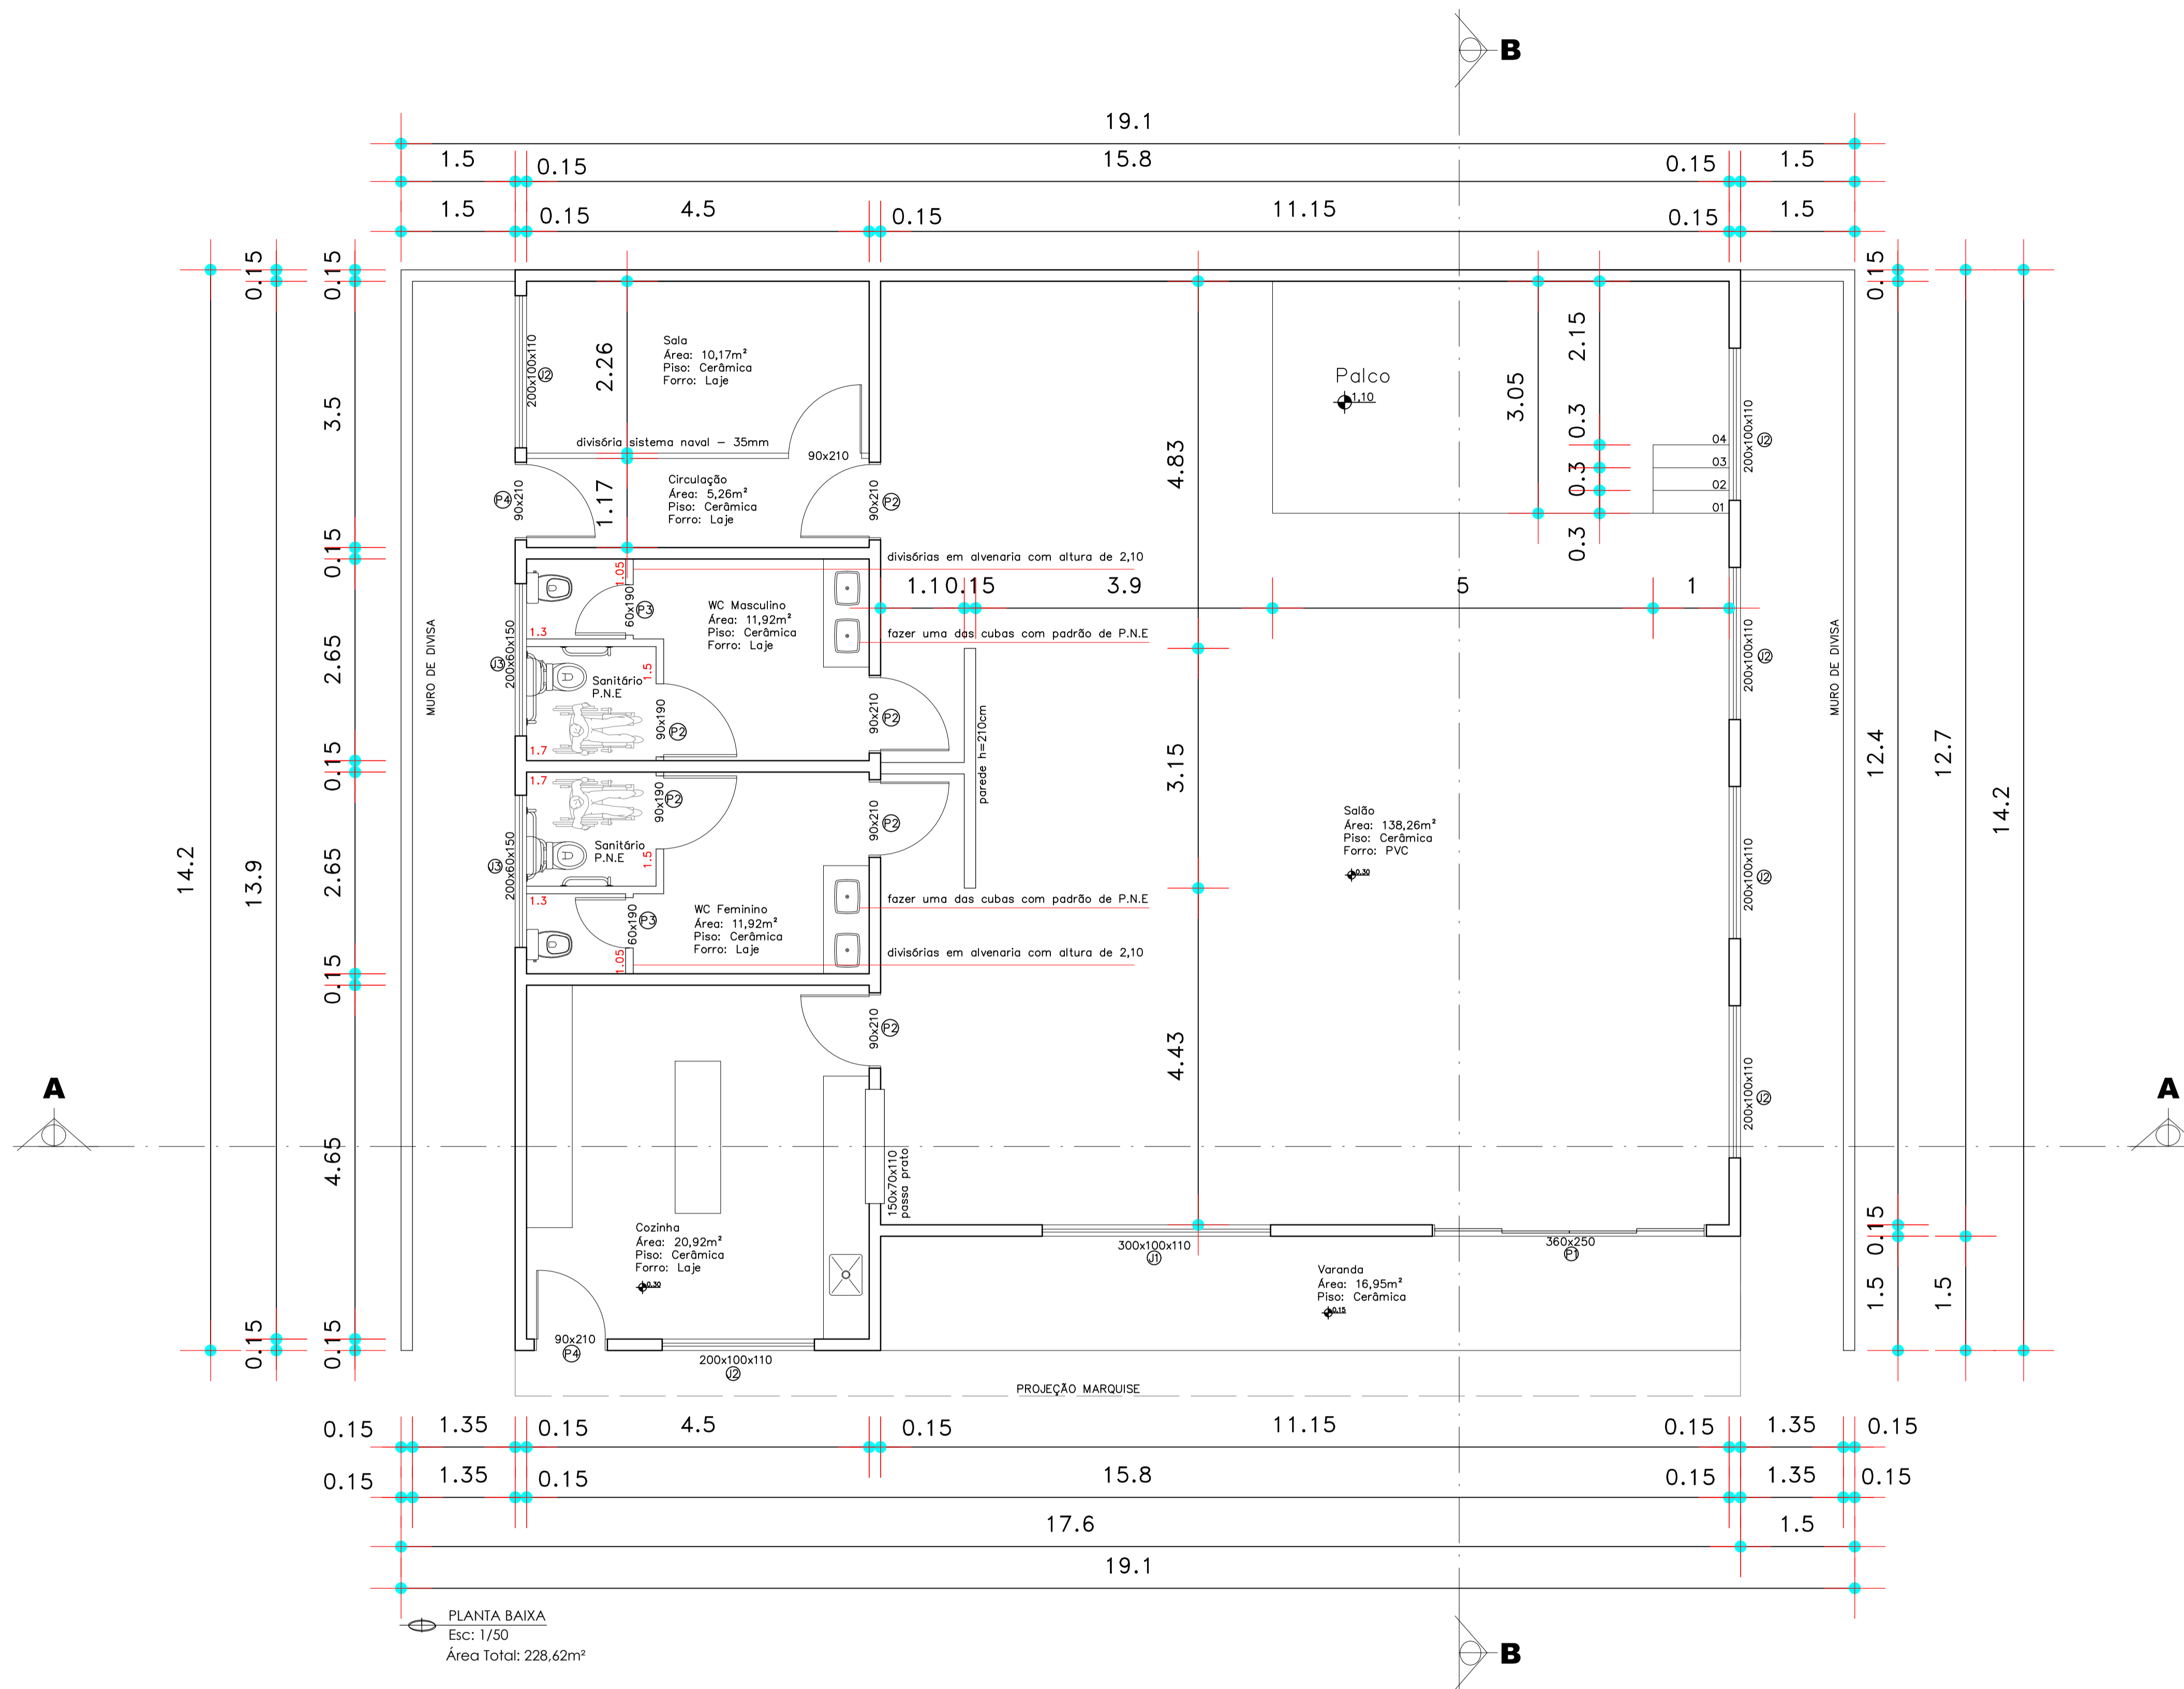 B
19.1
1.5
0.15
15.8
0.15
1.5
1.5
0.15
4.5
0.15
11.15
0.15
1.5
0.15
0.15
0.15
Sala
Área: 10,17m²
Piso: Cerâmica
Forro: Laje
200x100x110
J2
2.26
2.15
Palco
1,10
3.05
0.3
3.5
divisória sistema naval - 35mm
90x210
4.83
04
03
02
01
0.3
0.3
200x100x110
J2
Circulação
Área: 5,26m²
Piso: Cerâmica
Forro: Laje
P4
90x210
1.17
90x210
P2
0.15
divisórias em alvenaria com altura de 2,10
1.05
60x190
P3
1.1
0.15
3.9
5
1
WC Masculino
Área: 11,92m²
Piso: Cerâmica
Forro: Laje
1.3
fazer uma das cubas com padrão de P.N.E
MURO DE DIVISA
2.65
J3
200x60x150
1.5
Sanitário
P.N.E
90x190
P2
90x210
P2
200x100x110
J2
MURO DE DIVISA
1.7
0.15
parede h=210cm
3.15
12.4
12.7
14.2
1.7
90x190
P2
90x210
P2
Salão
Área: 138,26m²
Piso: Cerâmica
Forro: PVC
0.30
14.2
13.9
2.65
J3
200x60x150
Sanitário
P.N.E
1.5
200x100x110
J2
1.3
60x190
P3
fazer uma das cubas com padrão de P.N.E
WC Feminino
Área: 11,92m²
Piso: Cerâmica
Forro: Laje
1.05
divisórias em alvenaria com altura de 2,10
0.15
90x210
P2
4.43
200x100x110
J2
A
A
4.65
150x70x110
passa prato
Cozinha
Área: 20,92m²
Piso: Cerâmica
Forro: Laje
0.30
300x100x110
J1
360x250
P1
0.15
Varanda
Área: 16,95m²
Piso: Cerâmica
0.15
1.5
1.5
0.15
0.15
90x210
P4
200x100x110
J2
PROJEÇÃO MARQUISE
0.15
1.35
0.15
4.5
0.15
11.15
0.15
1.35
0.15
0.15
1.35
0.15
15.8
0.15
1.35
0.15
17.6
1.5
19.1
PLANTA BAIXA
Esc: 1/50
Área Total: 228,62m²
B